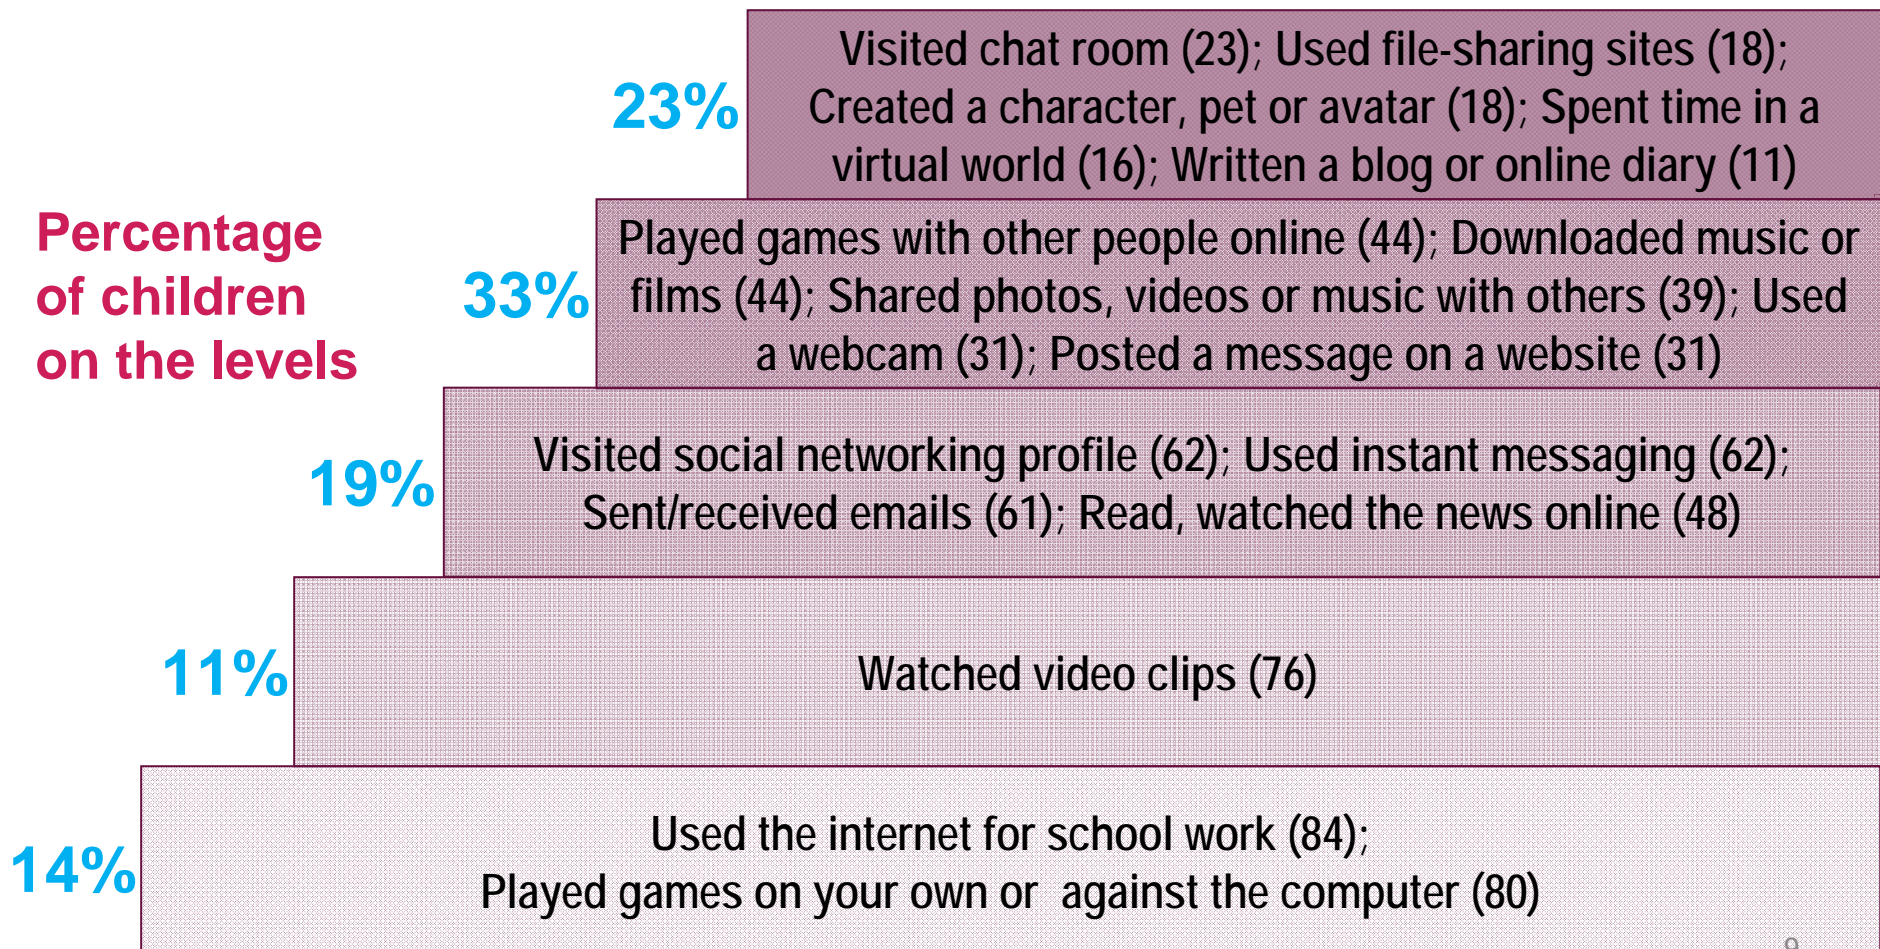 23%
Visited chat room (23); Used file-sharing sites (18);
Created a character, pet or avatar (18); Spent time in a
virtual world (16); Written a blog or online diary (11)
Percentage
of children
on the levels
33%
Played games with other people online (44); Downloaded music or
films (44); Shared photos, videos or music with others (39); Used
a webcam (31); Posted a message on a website (31)
19%
Visited social networking profile (62); Used instant messaging (62);
Sent/received emails (61); Read, watched the news online (48)
11%
Watched video clips (76)
14%
Used the internet for school work (84);
Played games on your own or against the computer (80)